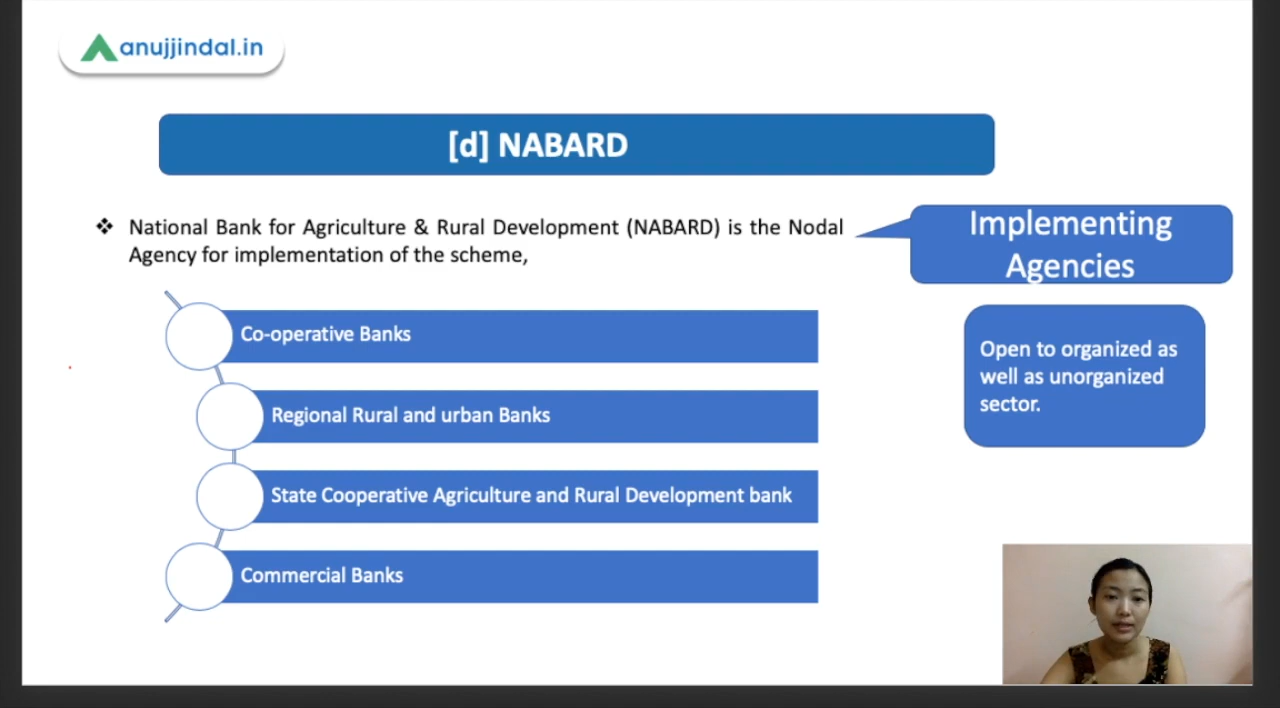 anujjindal.in
[d] NABARD
❖ National Bank for Agriculture & Rural Development (NABARD) is the Nodal
Agency for implementation of the scheme,
Implementing
Agencies
Co-operative Banks
Regional Rural and urban Banks
State Cooperative Agriculture and Rural Development bank
Commercial Banks
Open to organized as
well as unorganized
sector.